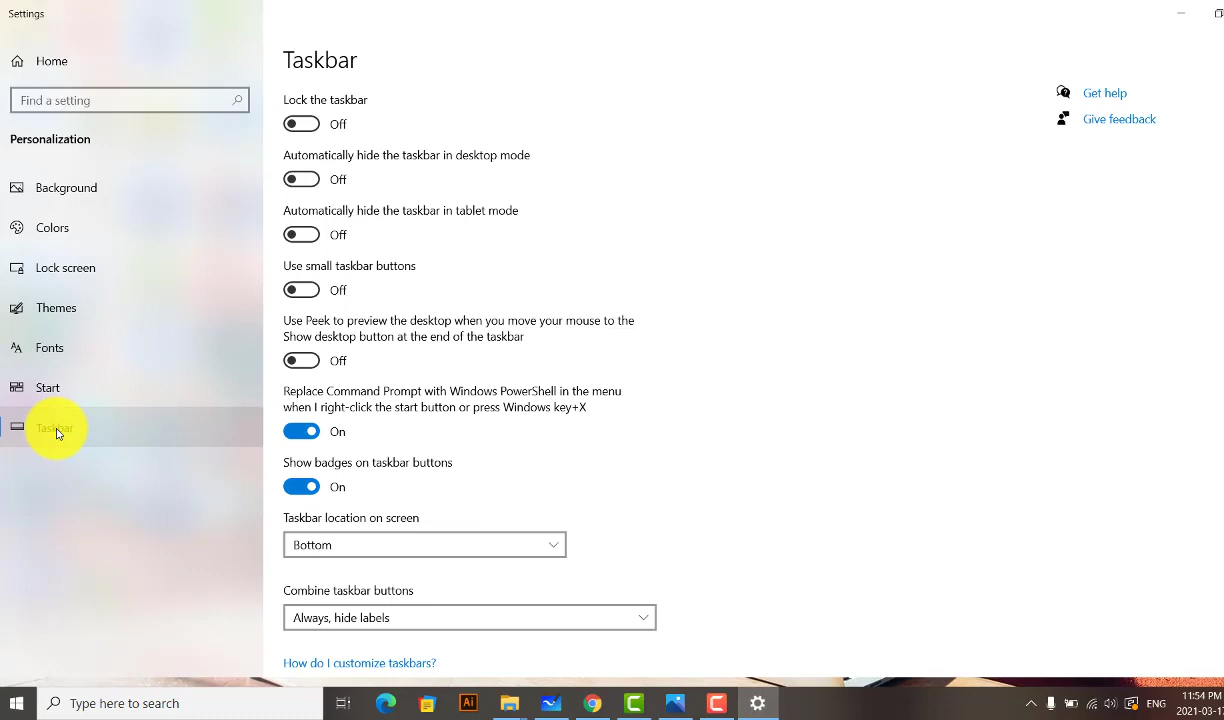 Settings
Home
Find a setting
Personalization
Background
Colors
Lock screen
Themes
Fonts
Start
Taskbar
Taskbar
Lock the taskbar
Off
Automatically hide the taskbar in desktop mode
Off
Automatically hide the taskbar in tablet mode
Off
Use small taskbar buttons
Off
Use Peek to preview the desktop when you move your mouse to the
Show desktop button at the end of the taskbar
Off
Replace Command Prompt with Windows PowerShell in the menu
when I right-click the start button or press Windows key+X
On
Show badges on taskbar buttons
On
Taskbar location on screen
Bottom
Combine taskbar buttons
Always, hide labels
How do I customize taskbars?
Get help
Give feedback
Type here to search
Ai
ENG
11:54 PM
2021-03-17